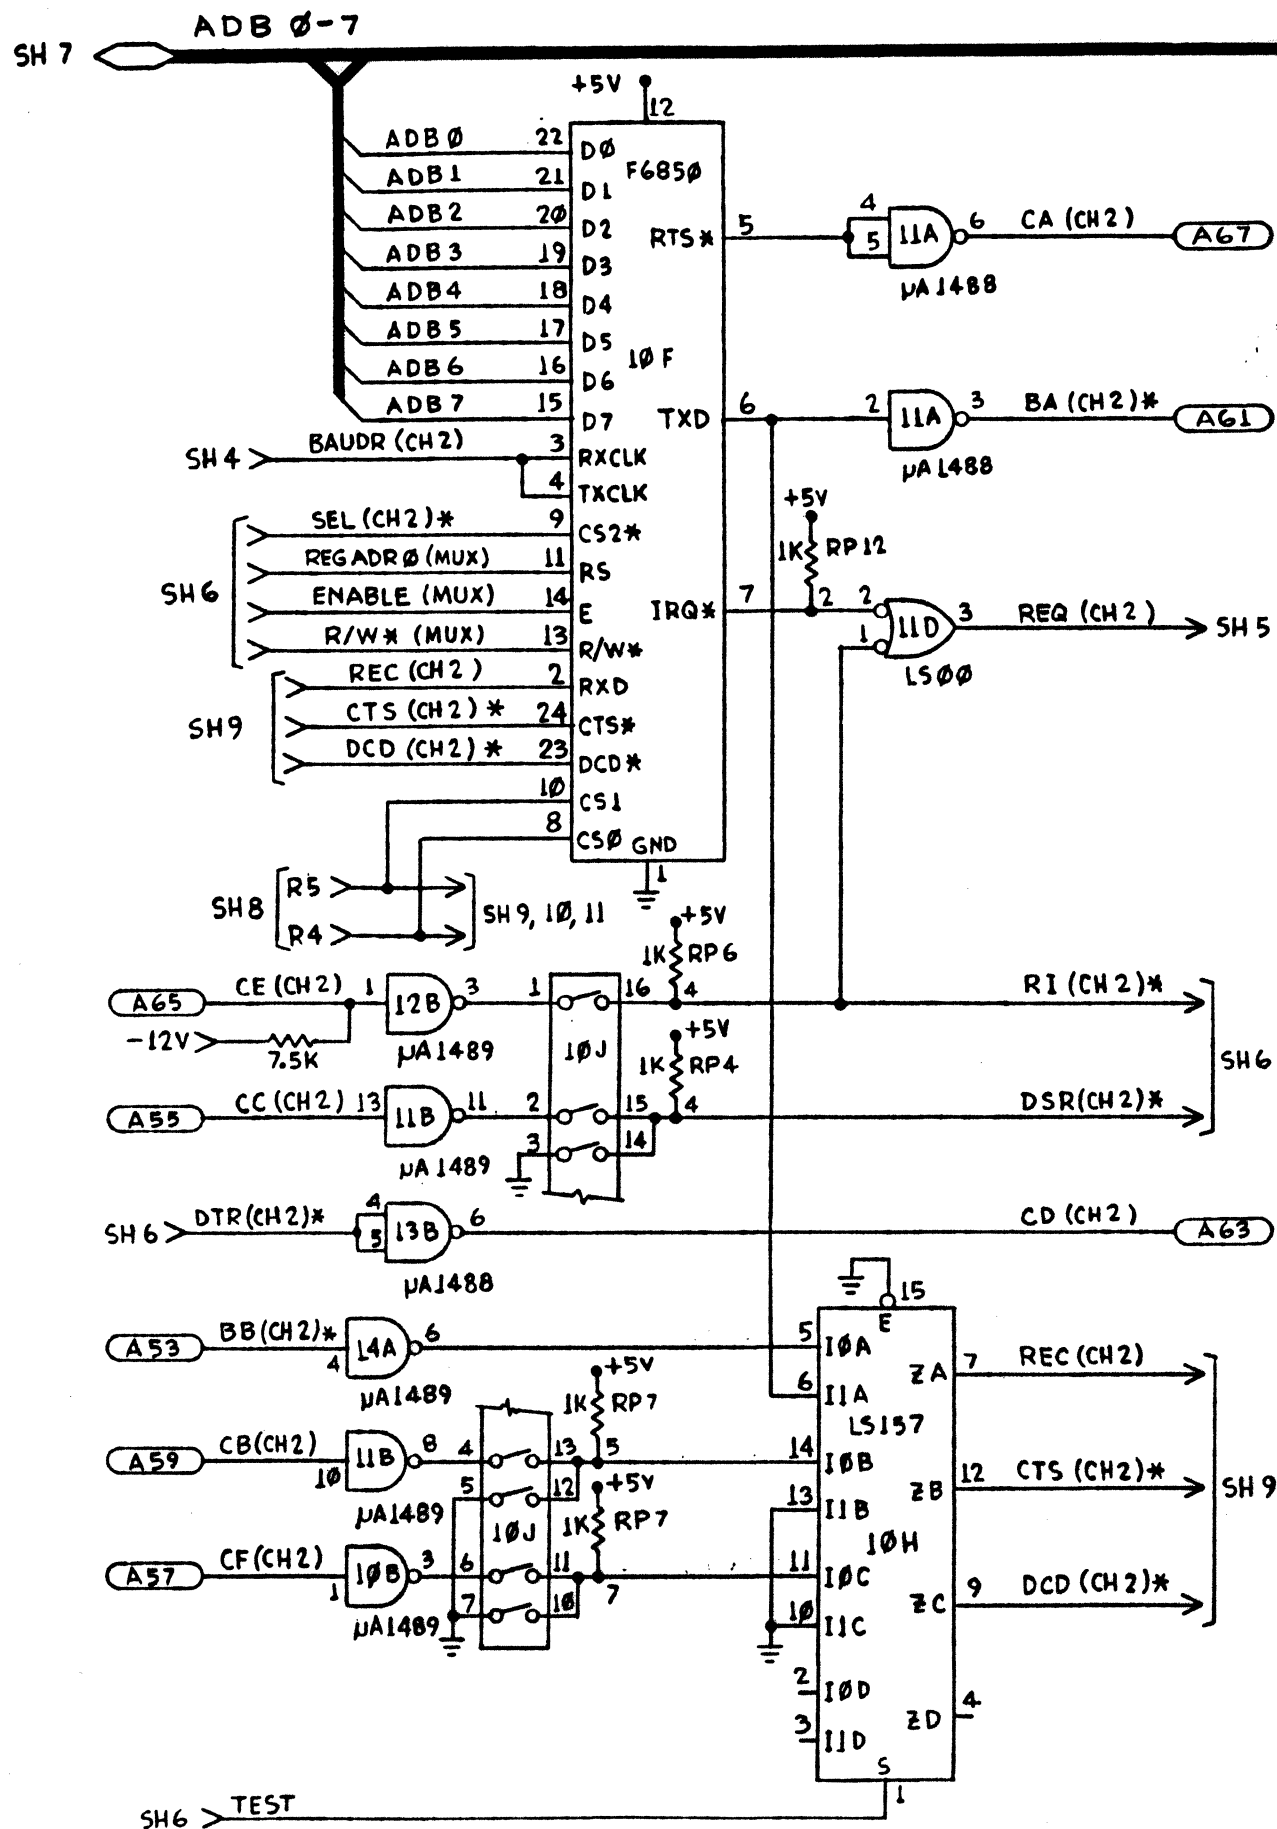 ADB Ø-7
SH 7
+5V
12
ADBØ 22 DØ
F685Ø
ADB1 21 D1
ADB2 20 D2
RTS* 5
4
5
11A
6
CA (CH2)
A67
µA1488
ADB3 19 D3
ADB4 18 D4
ADB5 17 D5
1Ø F
ADB6 16 D6
ADB7 15 D7
TXD 6
2
11A
3
BA (CH2)*
A61
µA1488
SH4
BAUDR (CH2)
3 RXCLK
4 TXCLK
SH6
SEL (CH2)* 9 CS2*
REGADRØ (MUX) 11 RS
ENABLE (MUX) 14 E
R/W* (MUX) 13 R/W*
+5V
1K RP12
IRQ* 7
2
2
1
11D
3
REQ (CH2)
SH5
LSØØ
SH9
REC (CH2) 2 RXD
CTS (CH2)* 24 CTS*
DCD (CH2)* 23 DCD*
1Ø CS1
8 CSØ
GND
1
SH8
R5
R4
SH9, 1Ø, 11
+5V
1K RP6
4
A65
CE (CH2)
1
12B
3
1
16
RI (CH2)*
-12V
7.5K
µA1489
1ØJ
+5V
1K RP4
4
SH6
A55
CC (CH2) 13
11B
11
2
15
DSR(CH2)*
3
14
µA1489
SH6
DTR(CH2)*
4
5
13B
6
CD (CH2)
A63
µA1488
15
E
A53
BB(CH2)*
4
14A
6
5 IØA
µA1489
ZA 7
REC (CH2)
6 I1A
+5V
1K RP7
5
LS157
A59
CB(CH2)
1Ø
11B
8
4
13
14 IØB
ZB 12
CTS (CH2)*
SH9
5
12
µA1489
1ØJ
+5V
1K RP7
7
13 I1B
1ØH
A57
CF(CH2)
1
1ØB
3
6
11
11 IØC
ZC 9
DCD (CH2)*
7
1Ø
µA1489
1Ø I1C
2 IØD
ZD 4
3 I1D
S
1
SH6
TEST